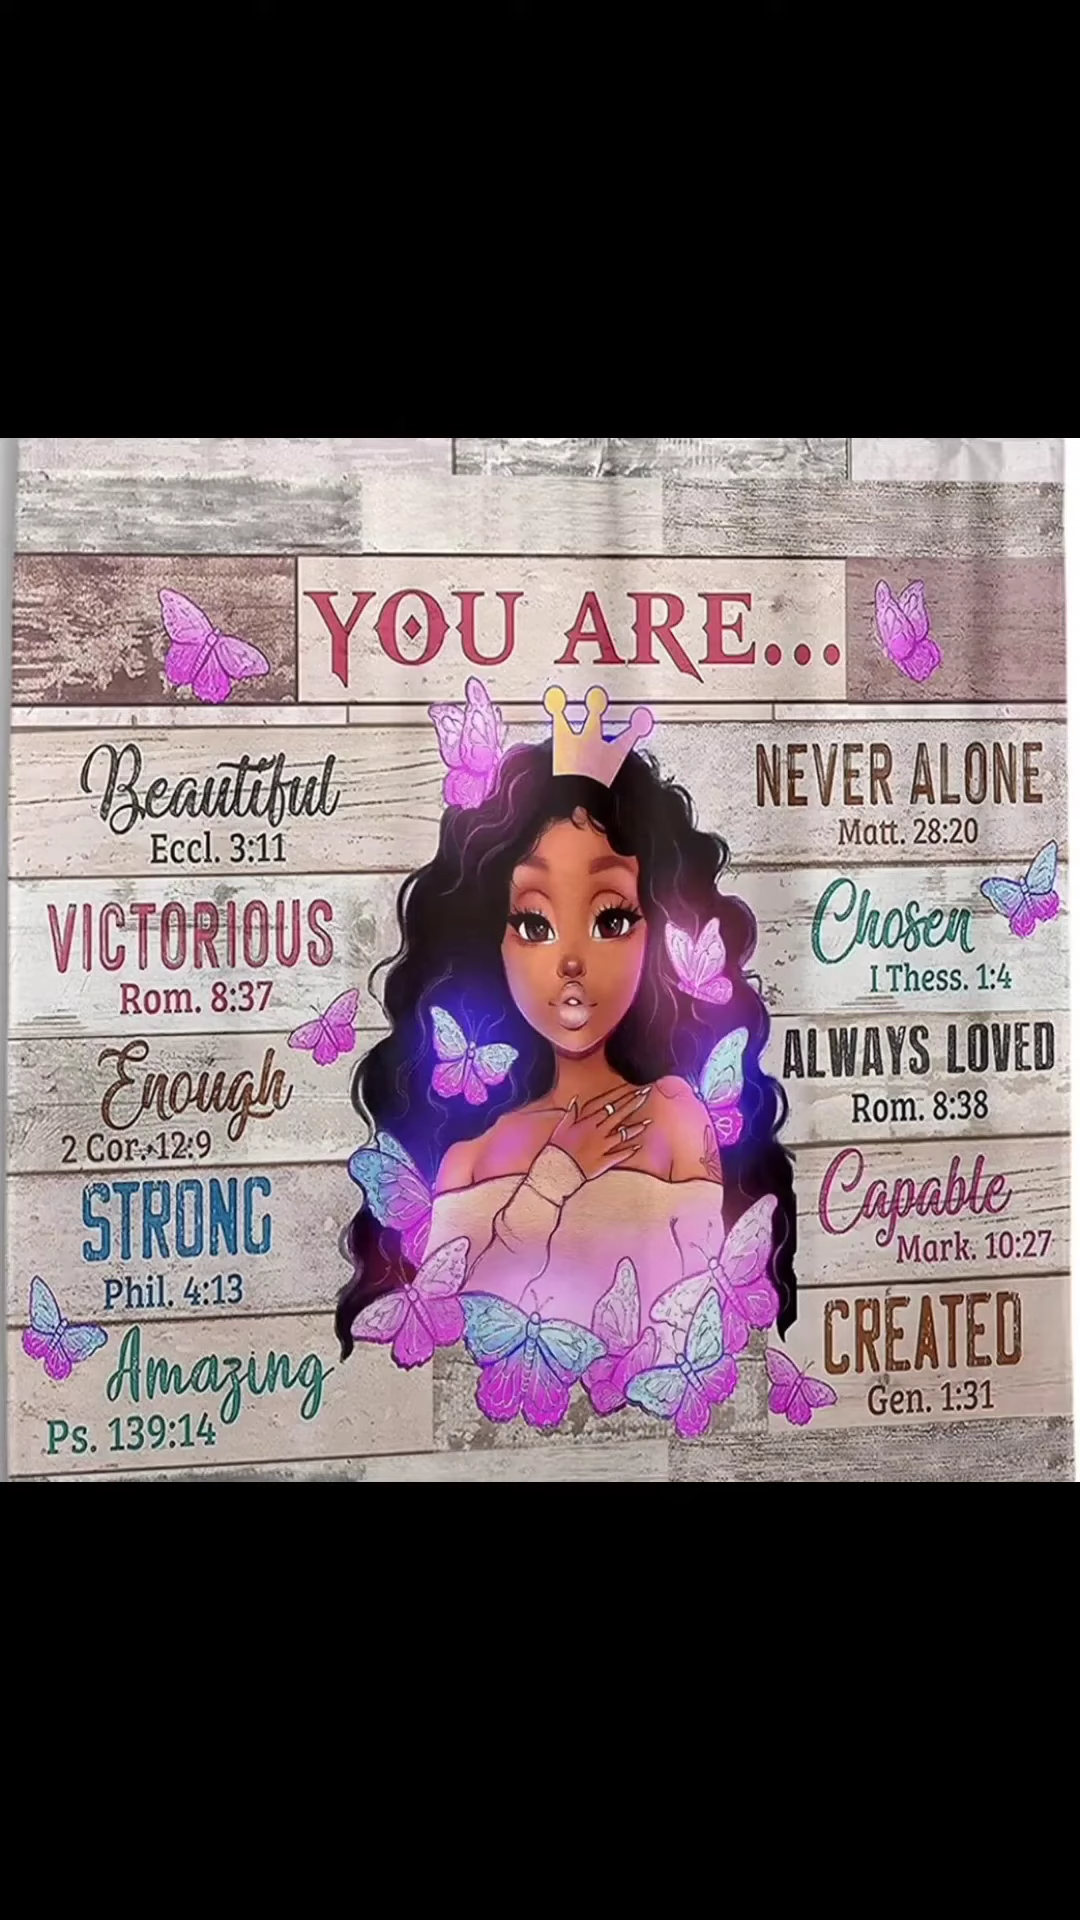 YOU ARE...
Beautiful
Eccl. 3:11
VICTORIOUS
Rom. 8:37
Enough
2 Cor. 12:9
STRONG
Phil. 4:13
Amazing
Ps. 139:14
NEVER ALONE
Matt. 28:20
Chosen
I Thess. 1:4
ALWAYS LOVED
Rom. 8:38
Capable
Mark. 10:27
CREATED
Gen. 1:31